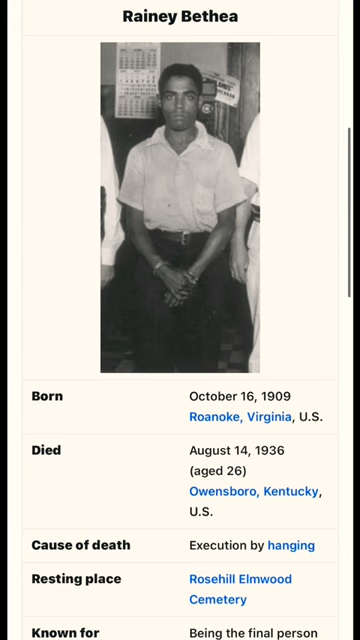 Rainey Bethea
Born
October 16, 1909
Roanoke, Virginia, U.S.
Died
August 14, 1936
(aged 26)
Owensboro, Kentucky,
U.S.
Cause of death
Execution by hanging
Resting place
Rosehill Elmwood
Cemetery
Known for
Being the final person